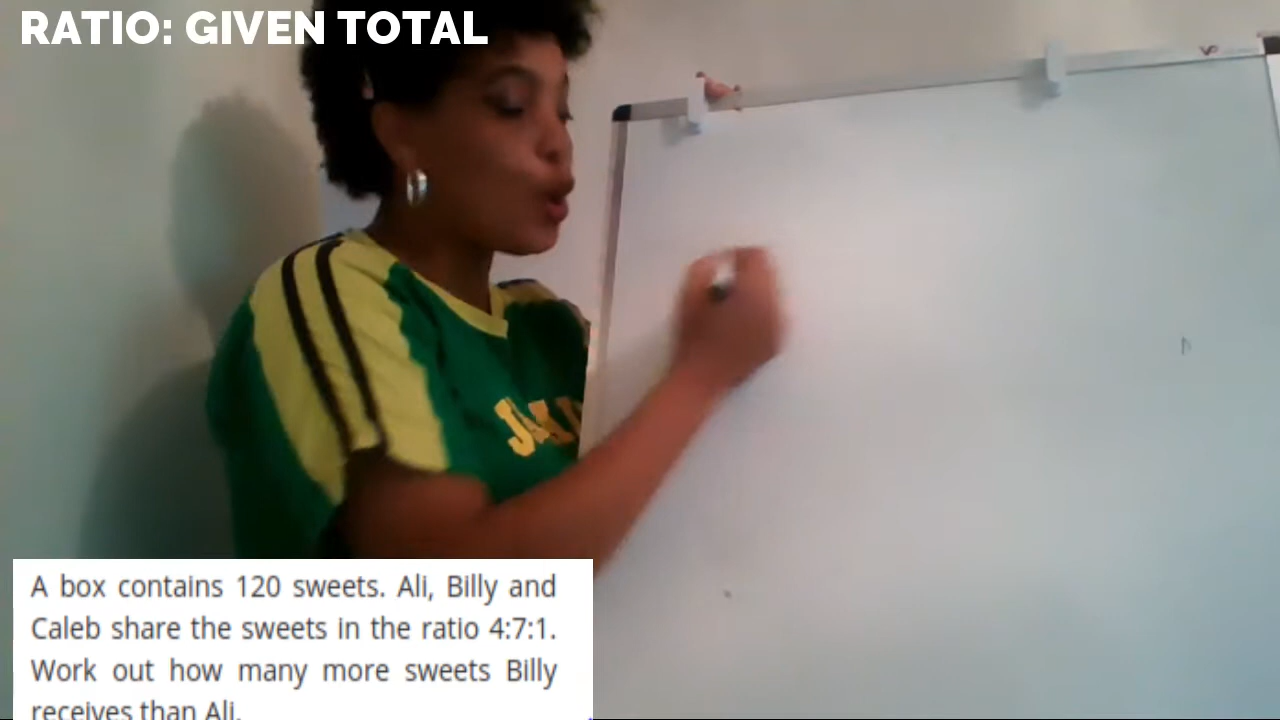 RATIO: GIVEN TOTAL
A box contains 120 sweets. Ali, Billy and
Caleb share the sweets in the ratio 4:7:1.
Work out how many more sweets Billy
receives than Ali.